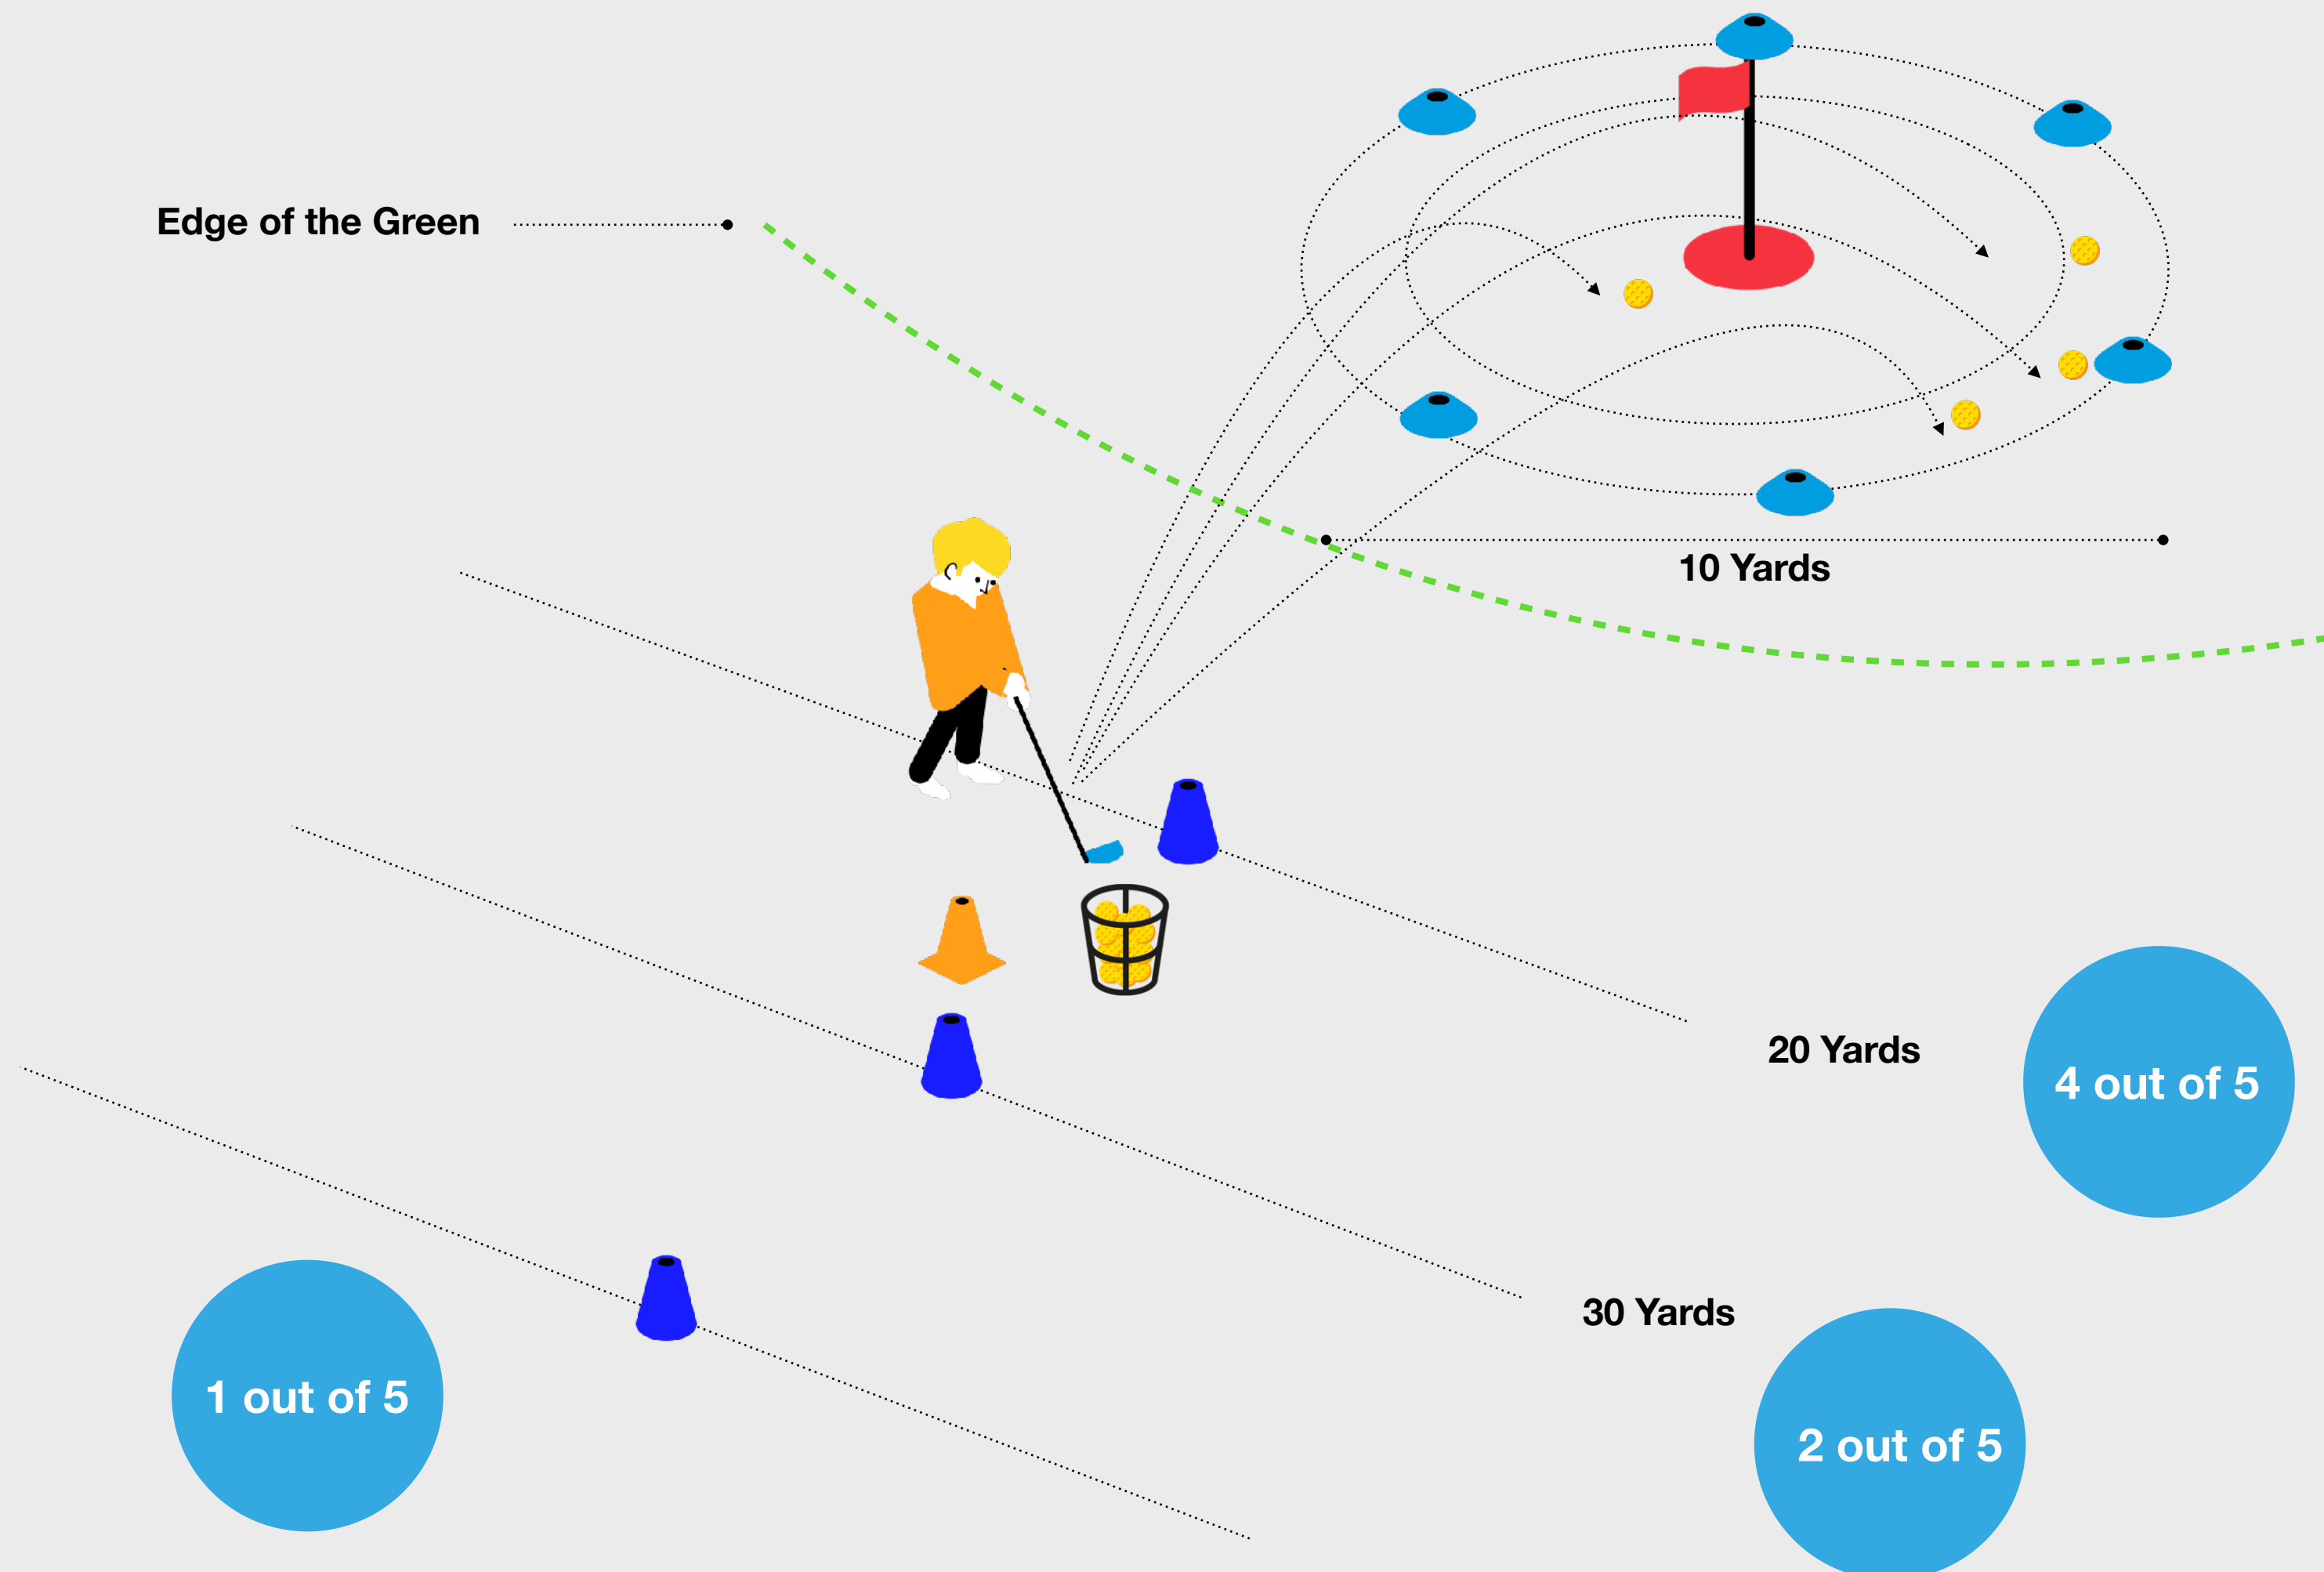 Edge of the Green
10 Yards
20 Yards
4 out of 5
30 Yards
1 out of 5
2 out of 5